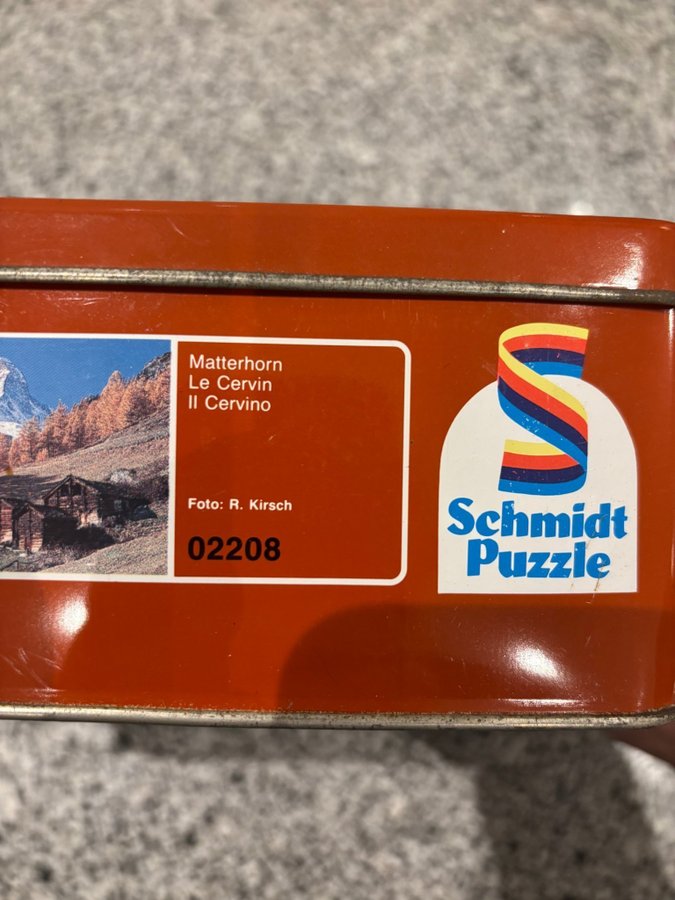 Matterhorn
Le Cervin
Il Cervino
Foto: R. Kirsch
02208
Schmidt
Puzzle